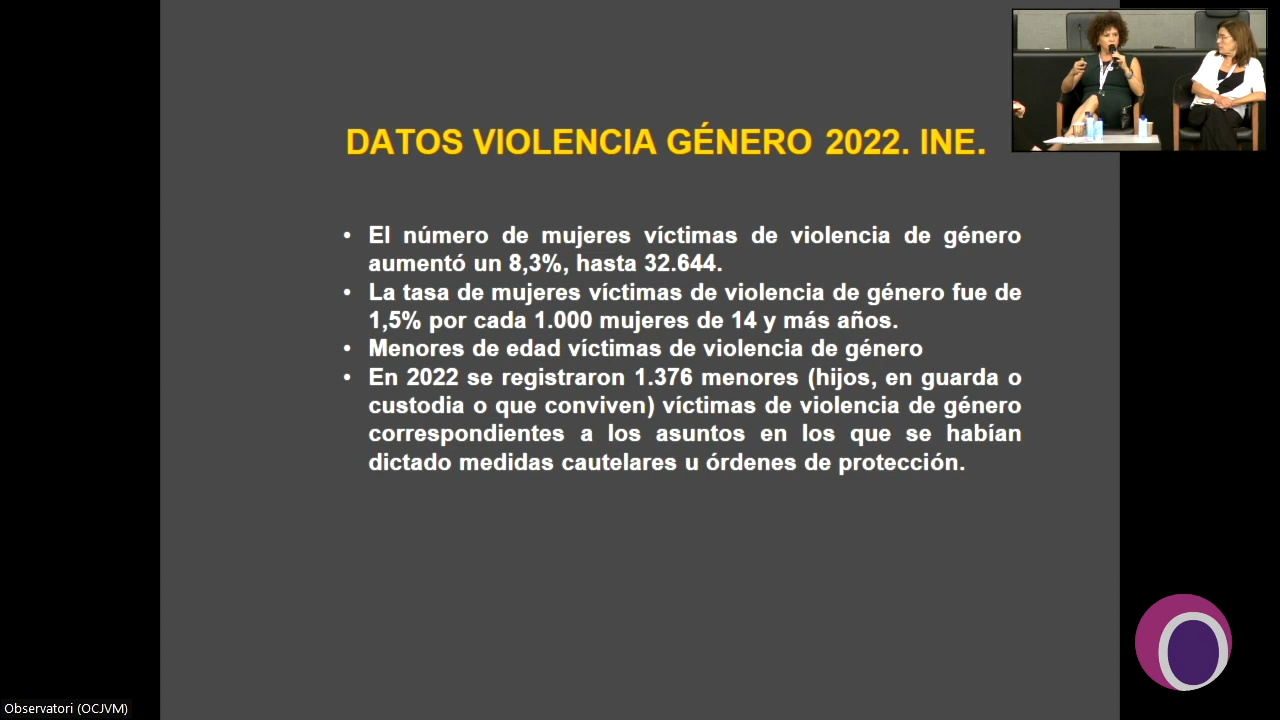 DATOS VIOLENCIA GÉNERO 2022. INE.
• El número de mujeres víctimas de violencia de género
aumentó un 8,3%, hasta 32.644.
• La tasa de mujeres víctimas de violencia de género fue de
1,5% por cada 1.000 mujeres de 14 y más años.
• Menores de edad víctimas de violencia de género
• En 2022 se registraron 1.376 menores (hijos, en guarda o
custodia o que conviven) víctimas de violencia de género
correspondientes a los asuntos en los que se habían
dictado medidas cautelares u órdenes de protección.
Observatori (OCJVM)